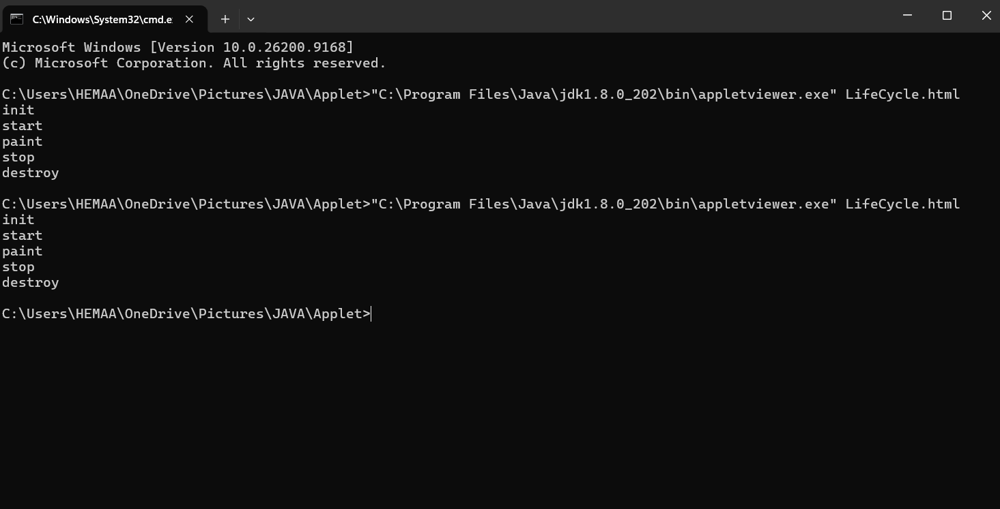 C:\Windows\System32\cmd.e
Microsoft Windows [Version 10.0.26200.9168]
(c) Microsoft Corporation. All rights reserved.
C:\Users\HEMAA\OneDrive\Pictures\JAVA\Applet>"C:\Program Files\Java\jdk1.8.0_202\bin\appletviewer.exe" LifeCycle.html
init
start
paint
stop
destroy
C:\Users\HEMAA\OneDrive\Pictures\JAVA\Applet>"C:\Program Files\Java\jdk1.8.0_202\bin\appletviewer.exe" LifeCycle.html
init
start
paint
stop
destroy
C:\Users\HEMAA\OneDrive\Pictures\JAVA\Applet>